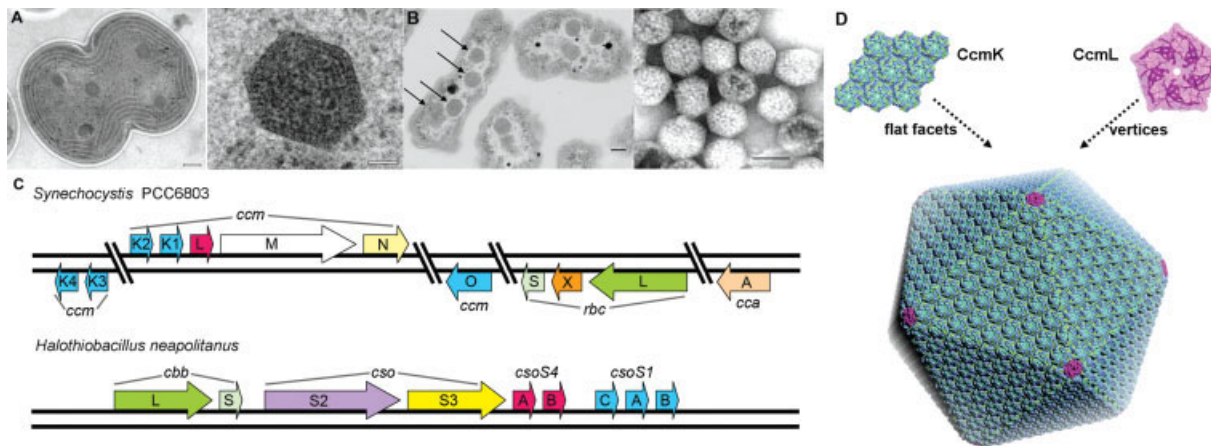 A
B
D
CcmK
CcmL
flat facets
vertices
C
Synechocystis PCC6803
ccm
K2 K1 L M N
K4 K3 O S X L A
ccm ccm rbc cca
Halothiobacillus neapolitanus
cbb cso csoS4 csoS1
L S S2 S3 A B C A B